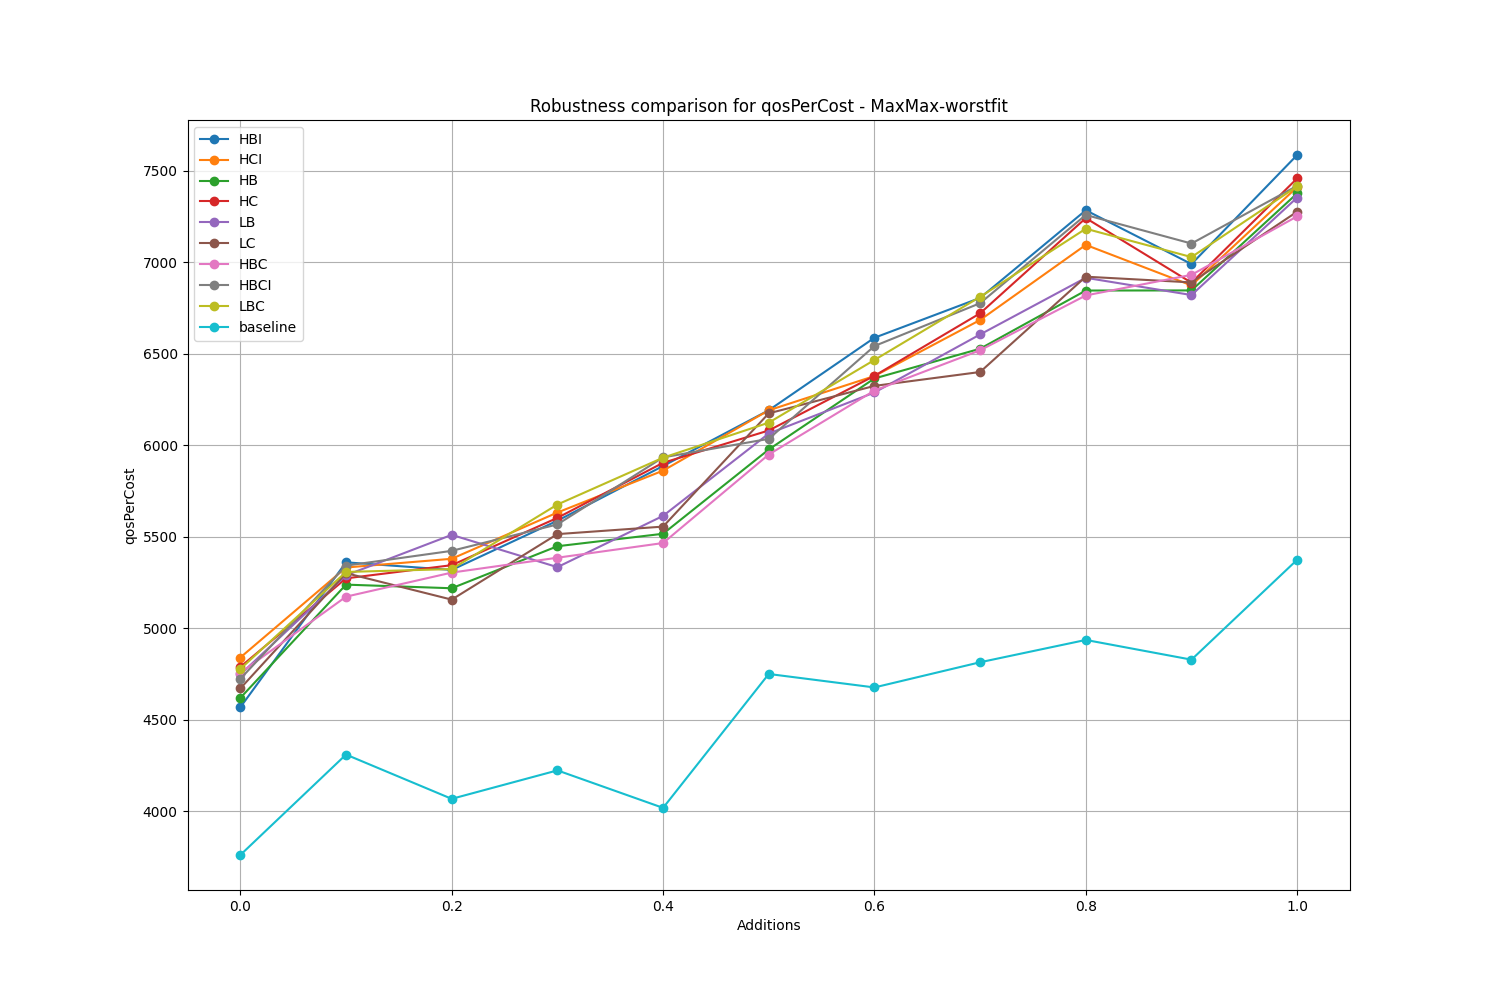 Robustness comparison for qosPerCost - MaxMax-worstfit
HBI
HCI
HB
HC
LB
LC
HBC
HBCI
LBC
baseline
7500
7000
6500
6000
5500
5000
4500
4000
qosPerCost
0.0 0.2 0.4 0.6 0.8 1.0
Additions